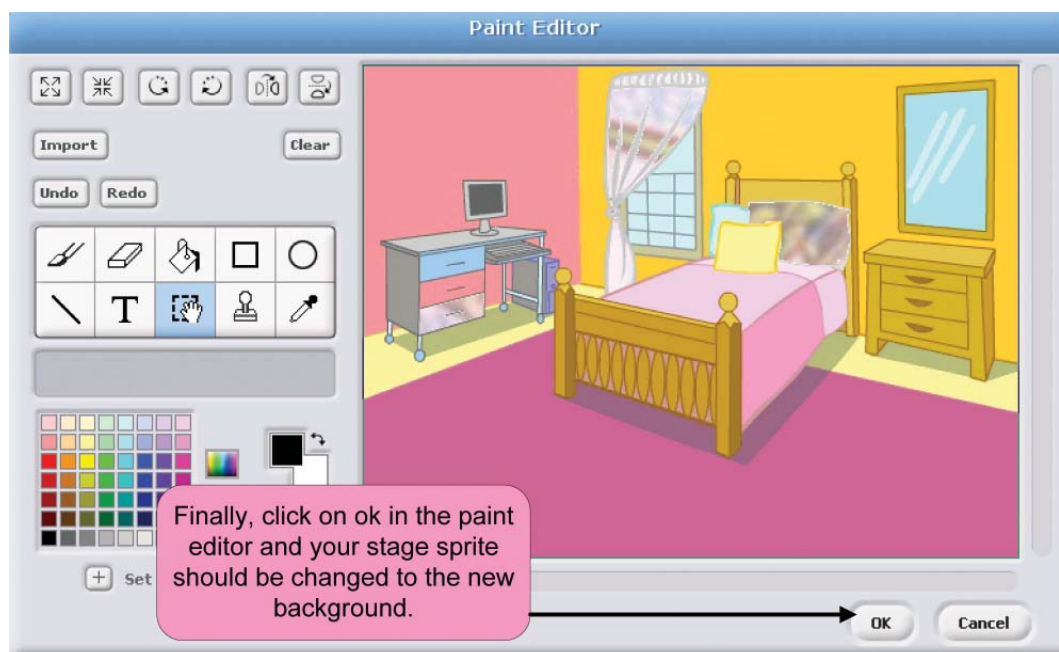 Paint Editor
Import
Clear
Undo
Redo
T
Set
Finally, click on ok in the paint
editor and your stage sprite
should be changed to the new
background.
OK
Cancel